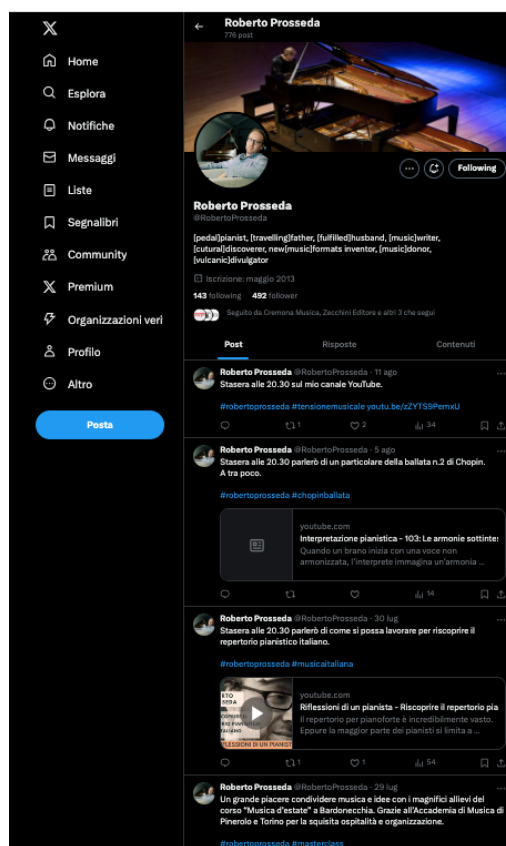 Roberto Prosseda
776 post
Home
Esplora
Notifiche
Messaggi
Liste
Segnalibri
Community
Premium
Organizzazioni veri
Profilo
Altro
Posta
Following
Roberto Prosseda
@RobertoProsseda
[pedal]pianist, [travelling]father, [fulfilled]husband, [music]writer,
[cutural]discoverer, new[music]formats inventor, [music]donor,
[vulcanic]divulgator
Iscrizione: maggio 2013
143 following 492 follower
Seguito da Cremona Musica, Zecchini Editore e altri 3 che segui
Post Risposte Contenuti
Roberto Prosseda @RobertoProsseda · 11 ago
Stasera alle 20.30 sul mio canale YouTube.
#robertoprosseda #tensionemusicale youtu.be/zZYTS9PemxU
1 2 34
Roberto Prosseda @RobertoProsseda · 5 ago
Stasera alle 20.30 parlerò di un particolare della ballata n.2 di Chopin.
A tra poco.
#robertoprosseda #chopinballata
youtube.com
Interpretazione pianistica - 103: Le armonie sottintes
Quando un brano inizia con una voce non
armonizzata, l'interprete immagina un'armonia ...
14
Roberto Prosseda @RobertoProsseda · 30 lug
Stasera alle 20.30 parlerò di come si possa lavorare per riscoprire il
repertorio pianistico italiano.
#robertoprosseda #musicaitaliana
youtube.com
Riflessioni di un pianista - Riscoprire il repertorio pia
Il repertorio per pianoforte è incredibilmente vasto.
Eppure la maggior parte dei pianisti si limita a ...
FLESSIONI DI UN PIANIST
1 1 54
Roberto Prosseda @RobertoProsseda · 29 lug
Un grande piacere condividere musica e idee con i magnifici allievi del
corso "Musica d'estate" a Bardonecchia. Grazie all'Accademia di Musica di
Pinerolo e Torino per la squisita ospitalità e organizzazione.
#robertoprosseda #masterclass